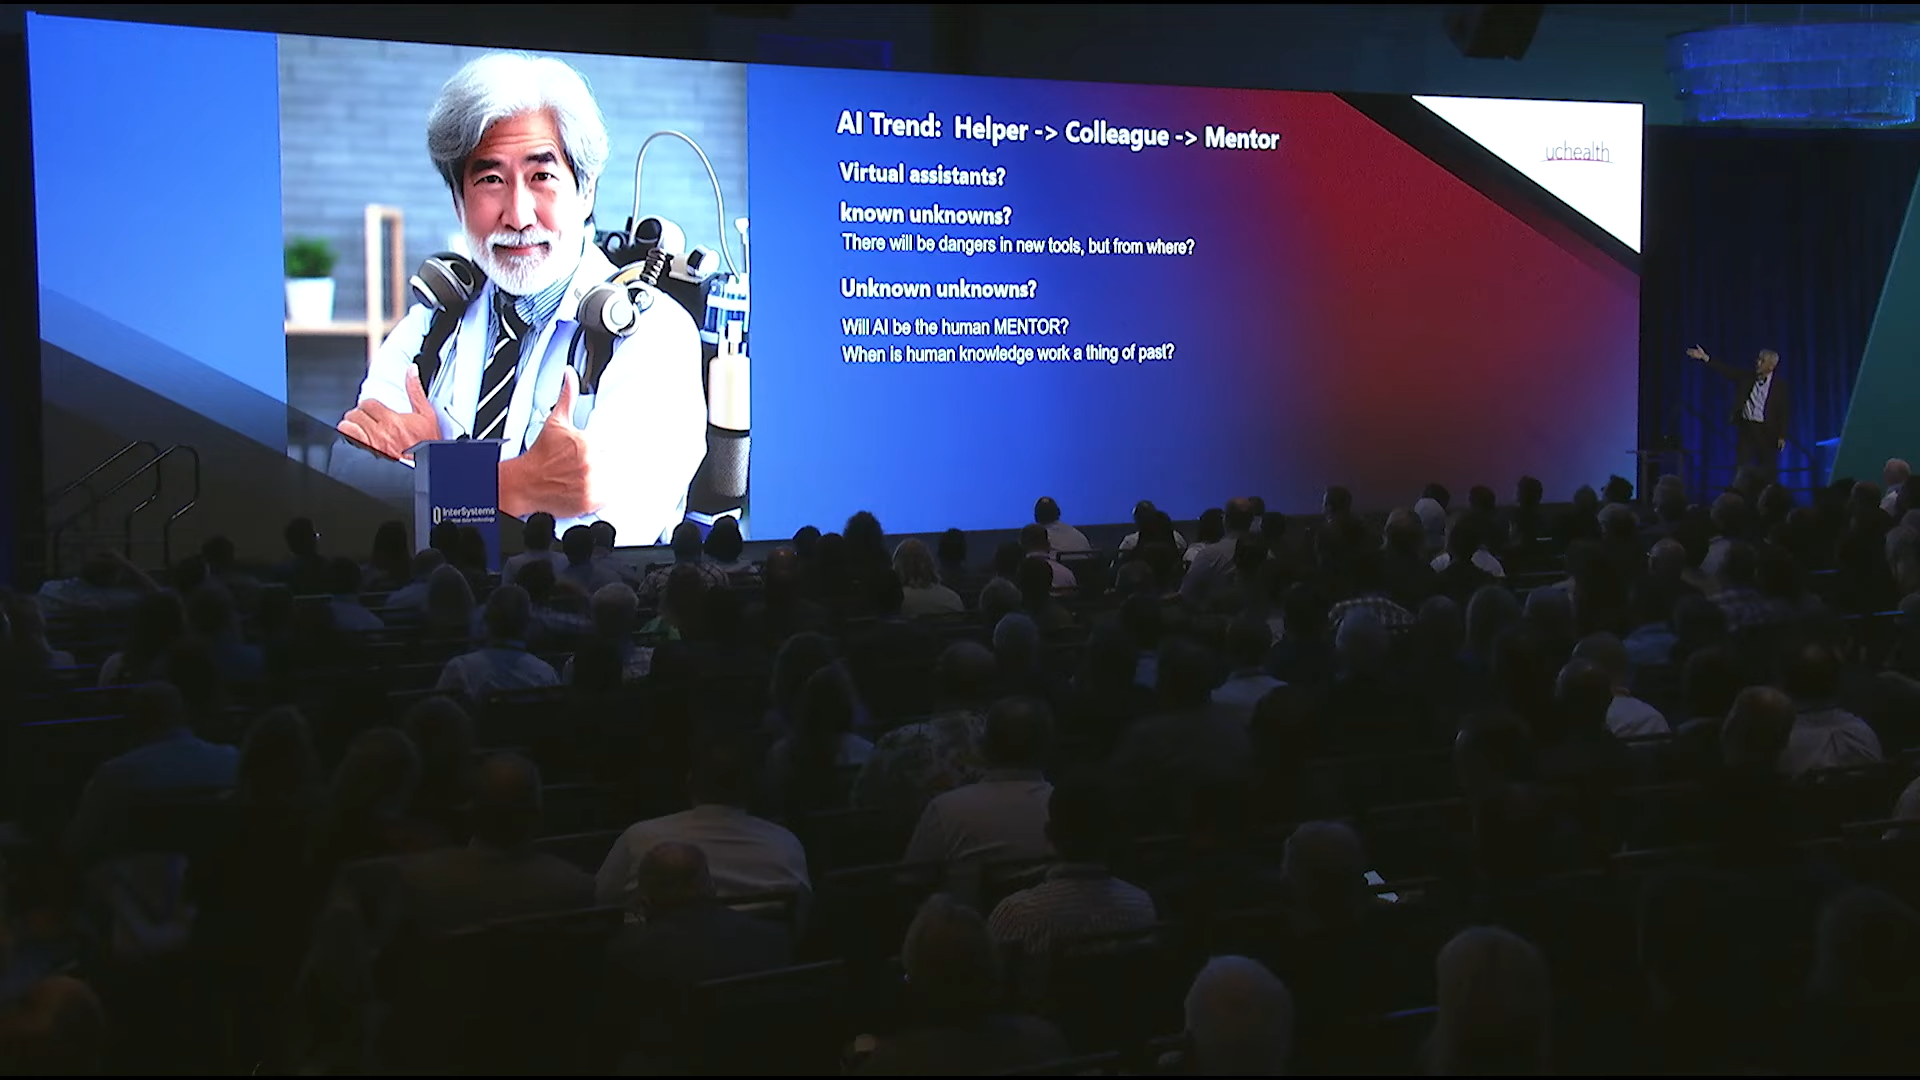 AI Trend: Helper -> Colleague -> Mentor
uchealth
Virtual assistants?
known unknowns?
There will be dangers in new tools, but from where?
Unknown unknowns?
Will AI be the human MENTOR?
When is human knowledge work a thing of past?
InterSystems